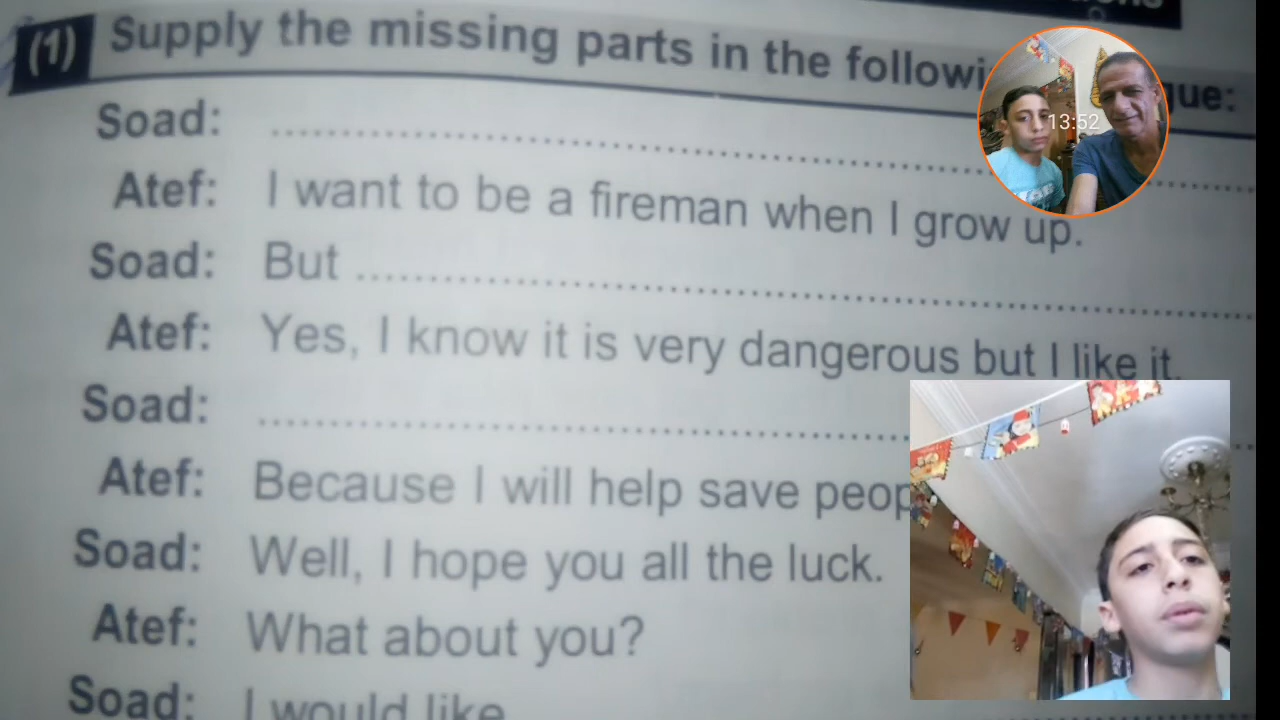 (1) Supply the missing parts in the followi gue:
Soad: ........................................................................
Atef: I want to be a fireman when I grow up.
Soad: But ........................................................................
Atef: Yes, I know it is very dangerous but I like it.
Soad: ........................................................................
Atef: Because I will help save peop
Soad: Well, I hope you all the luck.
Atef: What about you?
Soad: I would like
13:52